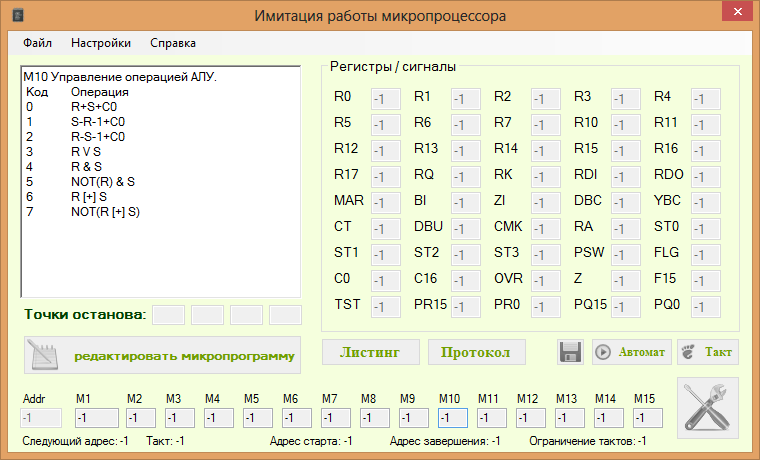 Имитация работы микропроцессора
Файл Настройки Справка
M10 Управление операцией АЛУ.
Код Операция
0 R+S+C0
1 S-R-1+C0
2 R-S-1+C0
3 R V S
4 R & S
5 NOT(R) & S
6 R [+] S
7 NOT(R [+] S)
Точки останова:
редактировать микропрограмму
Регистры / сигналы
R0 -1 R1 -1 R2 -1 R3 -1 R4 -1
R5 -1 R6 -1 R7 -1 R10 -1 R11 -1
R12 -1 R13 -1 R14 -1 R15 -1 R16 -1
R17 -1 RQ -1 RK -1 RDI -1 RDO -1
MAR -1 BI -1 ZI -1 DBC -1 YBC -1
CT -1 DBU -1 CMK -1 RA -1 ST0 -1
ST1 -1 ST2 -1 ST3 -1 PSW -1 FLG -1
C0 -1 C16 -1 OVR -1 Z -1 F15 -1
TST -1 PR15 -1 PR0 -1 PQ15 -1 PQ0 -1
Листинг Протокол Автомат Такт
Addr M1 M2 M3 M4 M5 M6 M7 M8 M9 M10 M11 M12 M13 M14 M15
-1 -1 -1 -1 -1 -1 -1 -1 -1 -1 -1 -1 -1 -1 -1 -1
Следующий адрес: -1 Такт: -1 Адрес старта: -1 Адрес завершения: -1 Ограничение тактов: -1